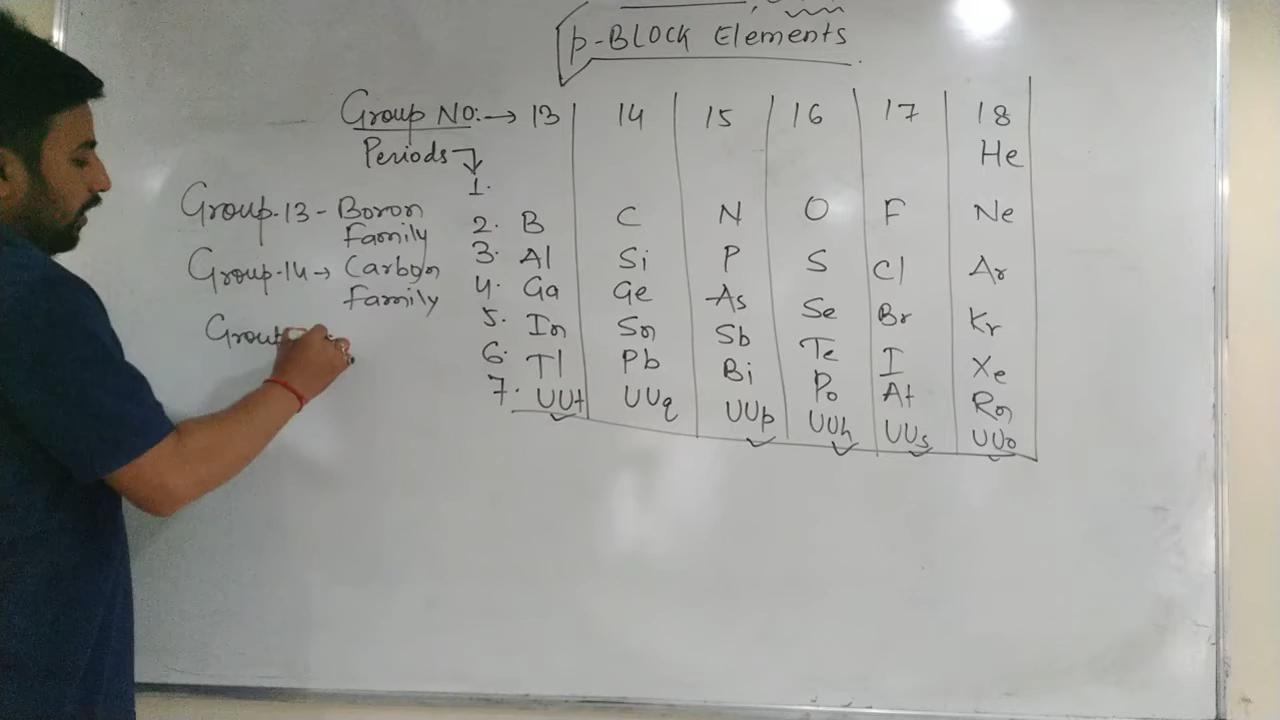 p-BLOCK Elements
Group No:→ 13 14 15 16 17 18
Periods He
1.
Group.13 - Boron
Family
Group.14→ Carbon
Family
Group
2. B C N O F Ne
3. Al Si P S Cl Ar
4. Ga Ge As Se Br Kr
5. In Sn Sb Te I Xe
6. Tl Pb Bi Po At Rn
7. UUt UUq UUp UUh UUs UUo